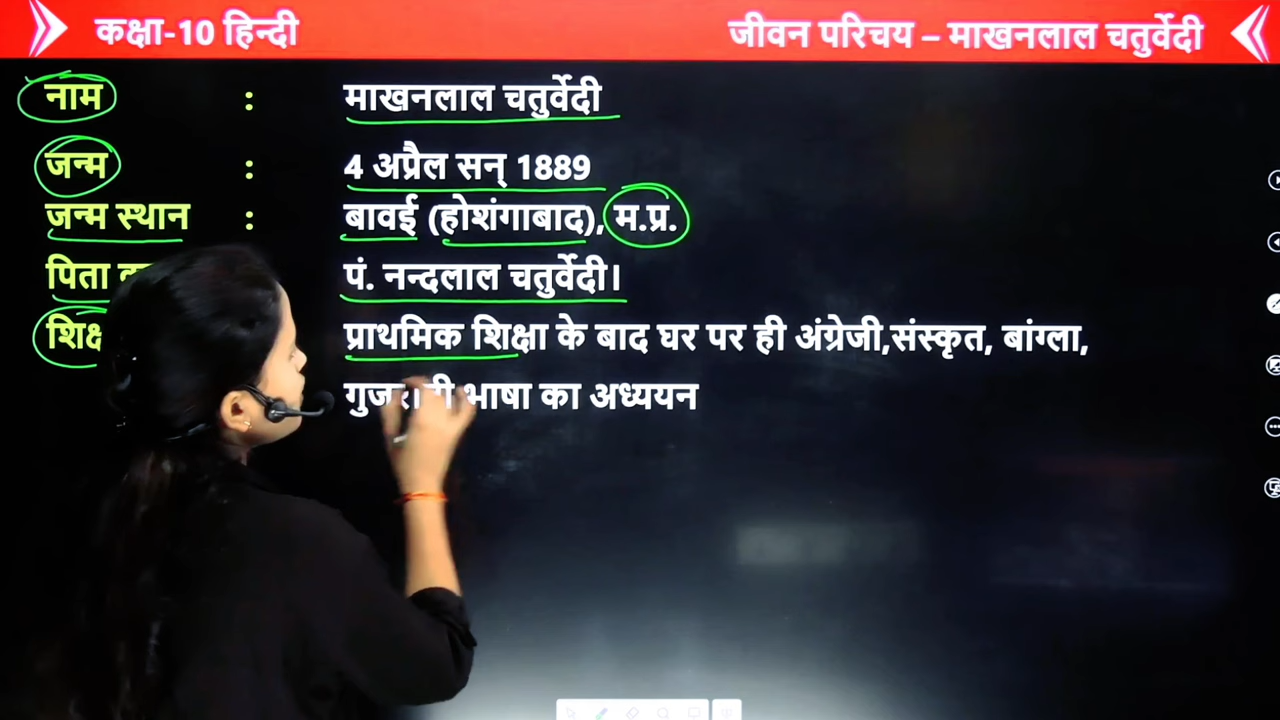 कक्षा-10 हिन्दी
जीवन परिचय – माखनलाल चतुर्वेदी
नाम : माखनलाल चतुर्वेदी
जन्म : 4 अप्रैल सन् 1889
जन्म स्थान : बावई (होशंगाबाद), म.प्र.
पिता पं. नन्दलाल चतुर्वेदी।
प्राथमिक शिक्षा के बाद घर पर ही अंग्रेजी,संस्कृत, बांग्ला,
भाषा का अध्ययन